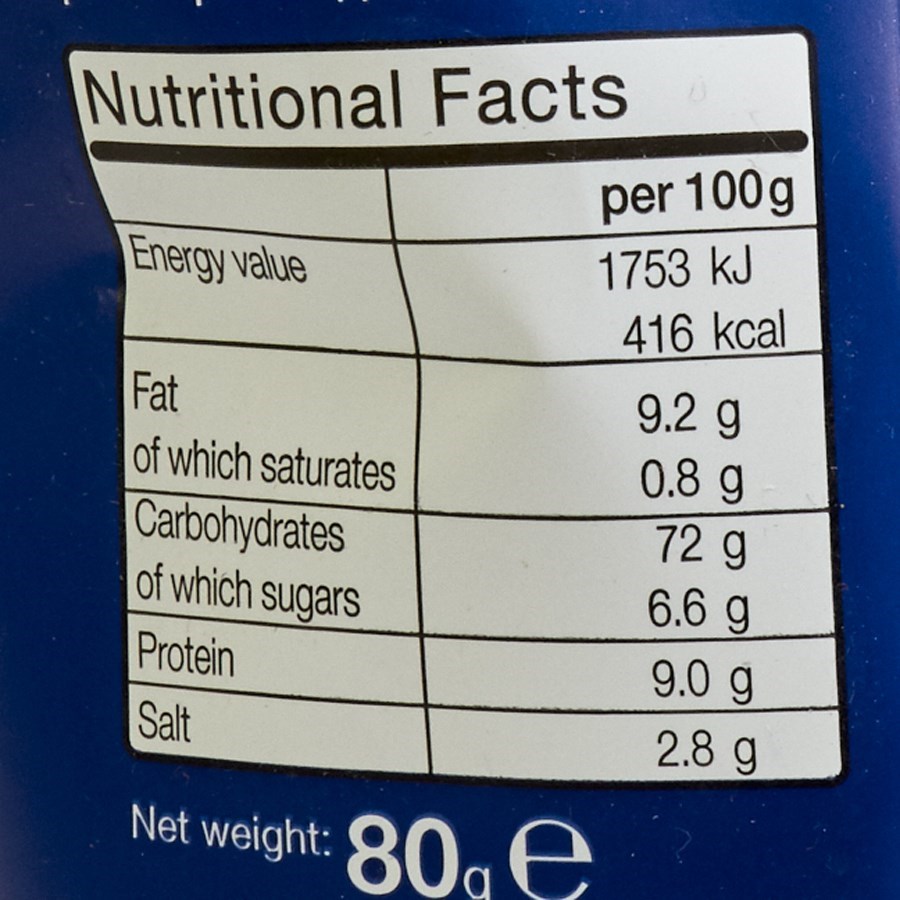 Nutritional Facts
per 100g
Energy value 1753 kJ
416 kcal
Fat 9.2 g
of which saturates 0.8 g
Carbohydrates 72 g
of which sugars 6.6 g
Protein 9.0 g
Salt 2.8 g
Net weight: 80g e